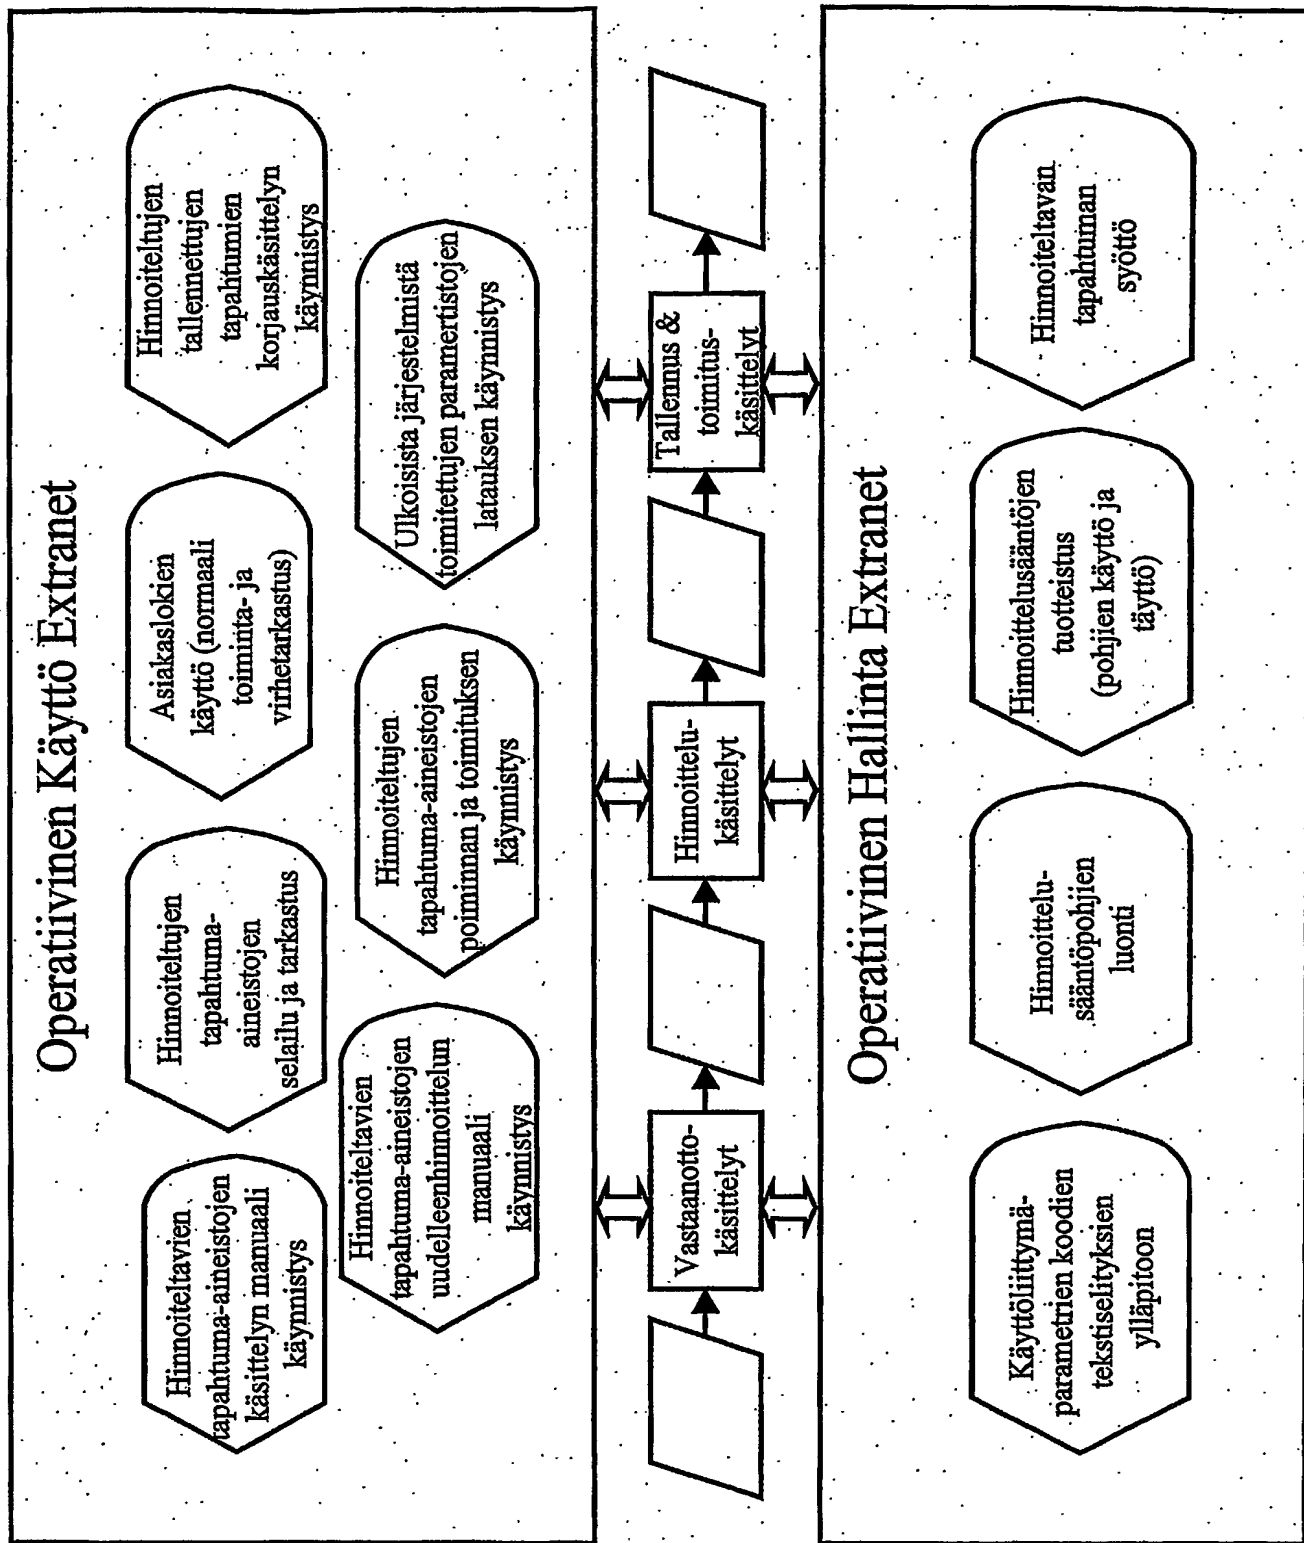 Operatiivinen Käyttö Extranet
Hinnoiteltavien
tapahtuma-aineistojen
käsittelyn manuaali
käynnistys
Hinnoiteltujen
tapahtuma-
aineistojen
selailu ja tarkastus
Asiakaslokien
käyttö (normaali
toiminta- ja
virhetarkastus)
Hinnoiteltujen
tallennettujen
tapahtumien
korjauskäsittelyn
käynnistys
Hinnoiteltavien
tapahtuma-aineistojen
uudelleenhinnoittelun
manuaali
käynnistys
Hinnoiteltujen
tapahtuma-aineistojen
poiminnan ja toimituksen
käynnistys
Ulkoisista järjestelmistä
toimitettujen paramertistojen
latauksen käynnistys
Vastaanotto-
käsittelyt
Hinnoittelu-
käsittelyt
Tallennus &
toimitus-
käsittelyt
Operatiivinen Hallinta Extranet
Käyttöliittymä-
parametrien koodien
tekstiselityksien
ylläpitoon
Hinnoittelu-
sääntöpohjien
luonti
Hinnoittelusääntöjen
tuotteistus
(pohjien käyttö ja
täyttö)
Hinnoiteltavan
tapahtuman
syöttö